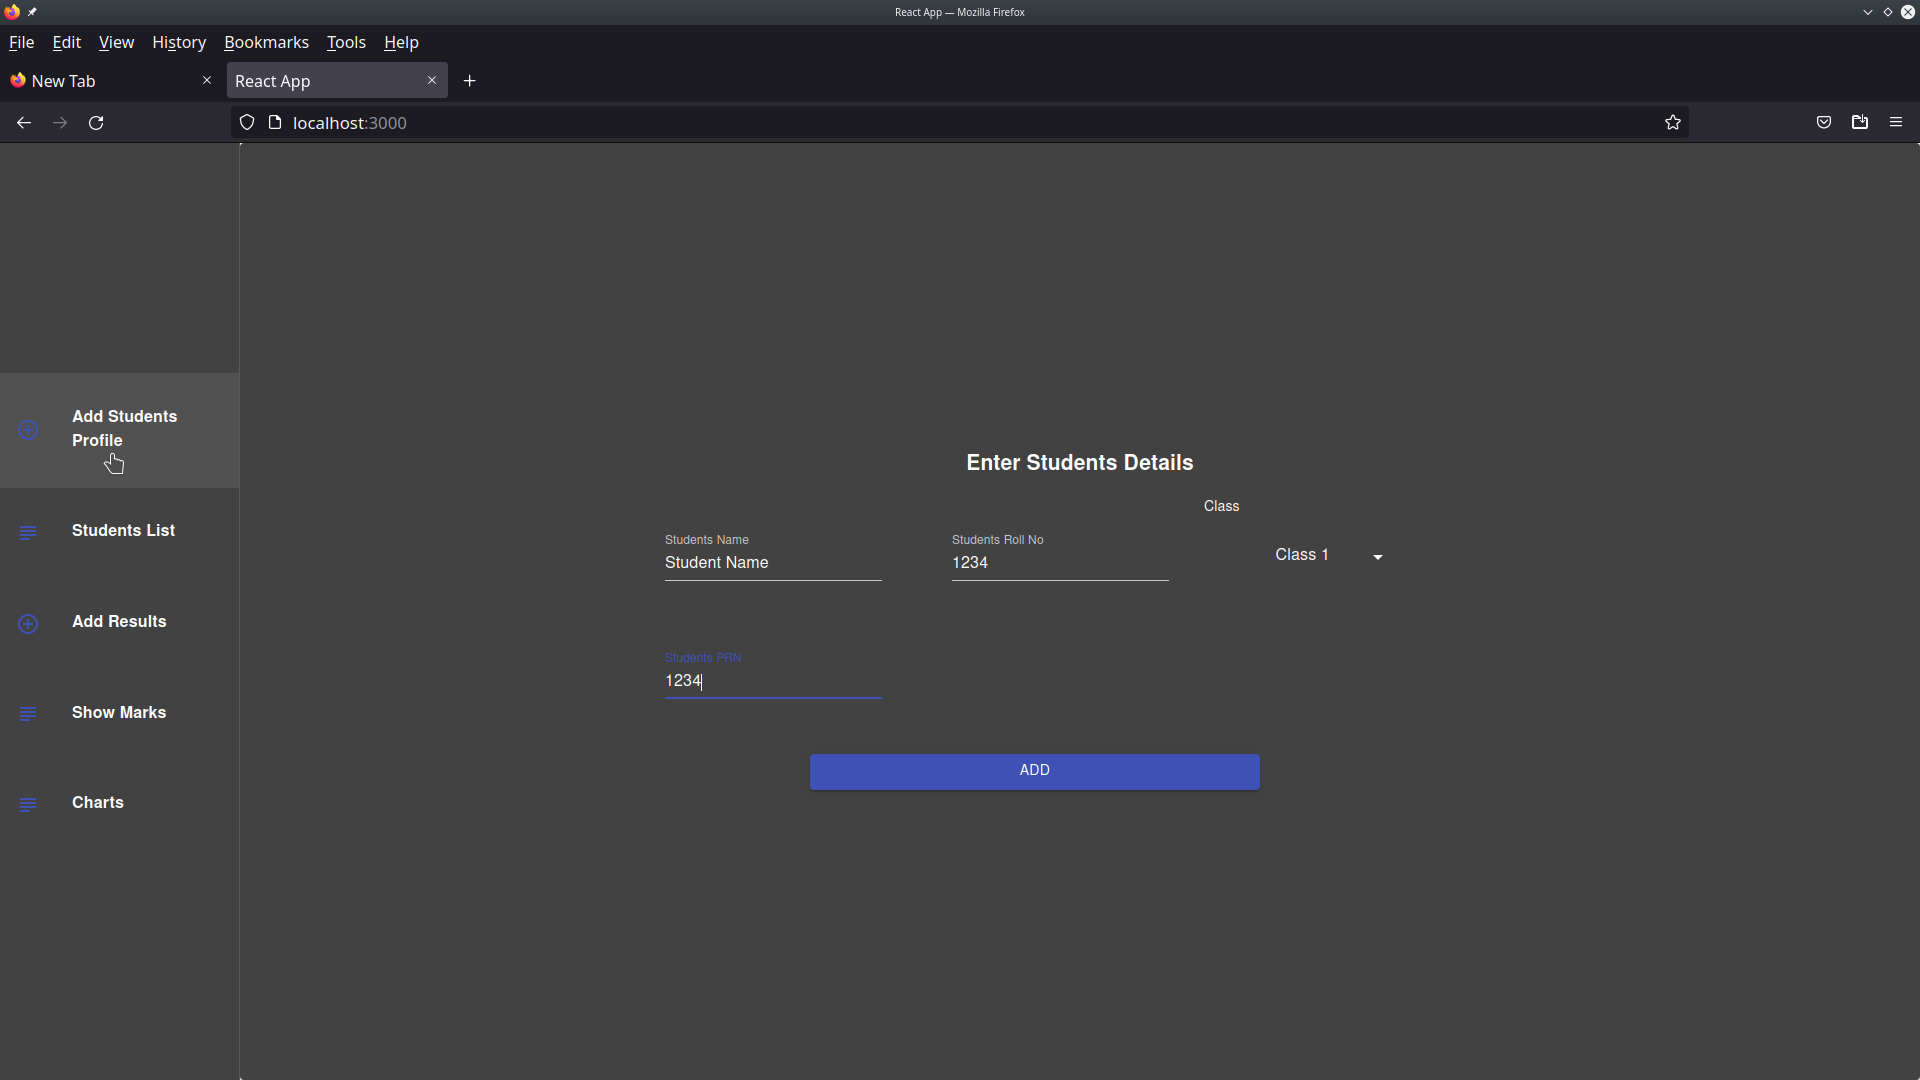 React App — Mozilla Firefox
File Edit View History Bookmarks Tools Help
New Tab React App
localhost:3000
Add Students
Profile
Students List
Add Results
Show Marks
Charts
Enter Students Details
Class
Students Name Students Roll No
Student Name 1234 Class 1
Students PRN
1234
ADD